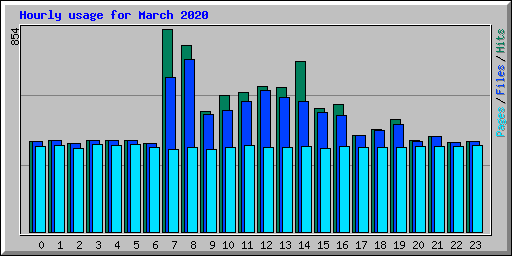 Hourly usage for March 2020
854
Pages/Files/Hits
0 1 2 3 4 5 6 7 8 9 10 11 12 13 14 15 16 17 18 19 20 21 22 23